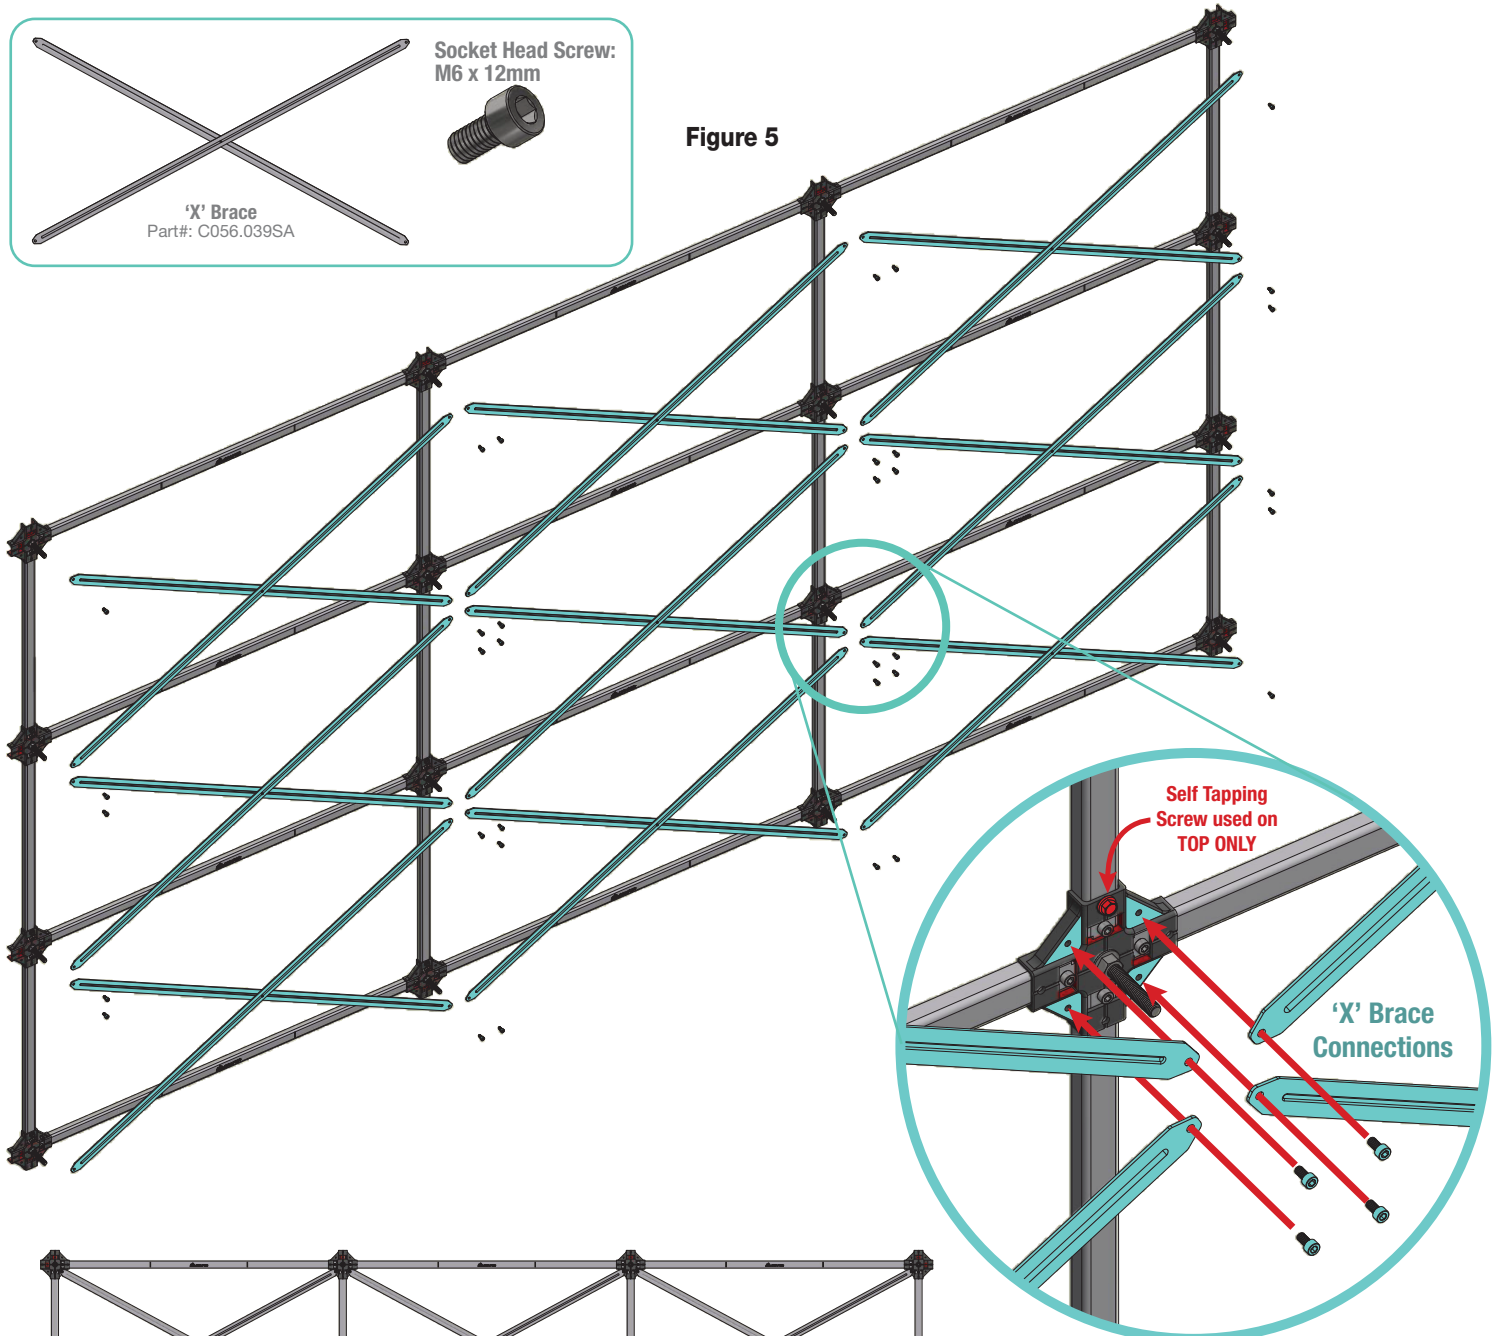 Socket Head Screw:
M6 x 12mm
'X' Brace
Part#: C056.039SA
Figure 5
Self Tapping
Screw used on
TOP ONLY
'X' Brace
Connections